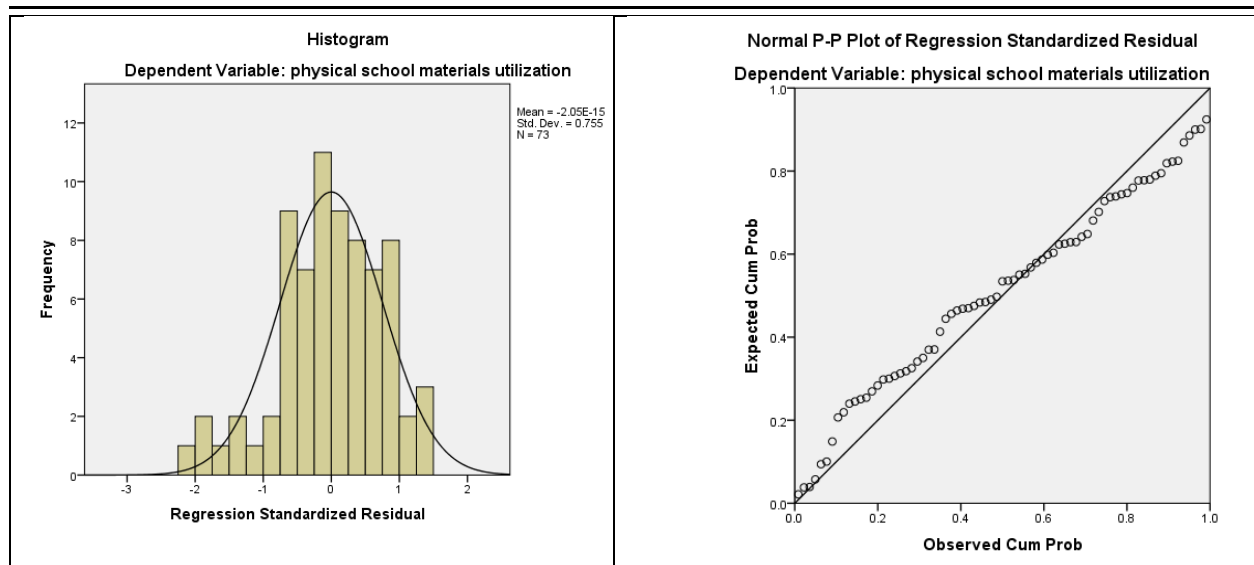 Histogram
Dependent Variable: physical school materials utilization
Mean = -2.05E-15
Std. Dev. = 0.755
N = 73
12
10
8
6
4
2
0
Frequency
-3
-2
-1
0
1
2
Regression Standardized Residual
Normal P-P Plot of Regression Standardized Residual
Dependent Variable: physical school materials utilization
1.0
0.8
0.6
0.4
0.2
0.0
Expected Cum Prob
0.0
0.2
0.4
0.6
0.8
1.0
Observed Cum Prob